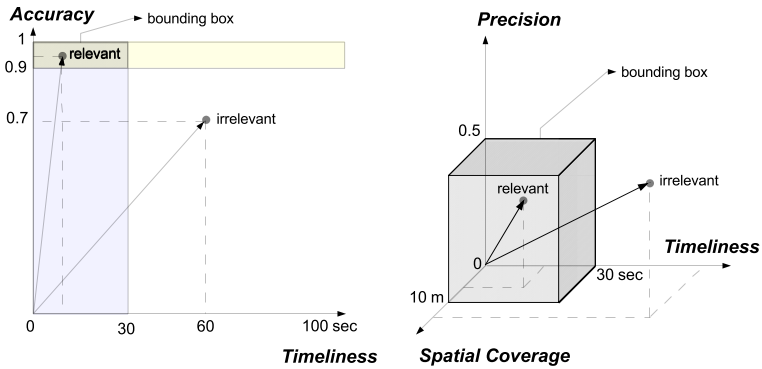 Accuracy
bounding box
1
relevant
0.9
0.7
irrelevant
0
30
60
100 sec
Timeliness
Precision
bounding box
0.5
relevant
irrelevant
Timeliness
0
30 sec
10 m
Spatial Coverage